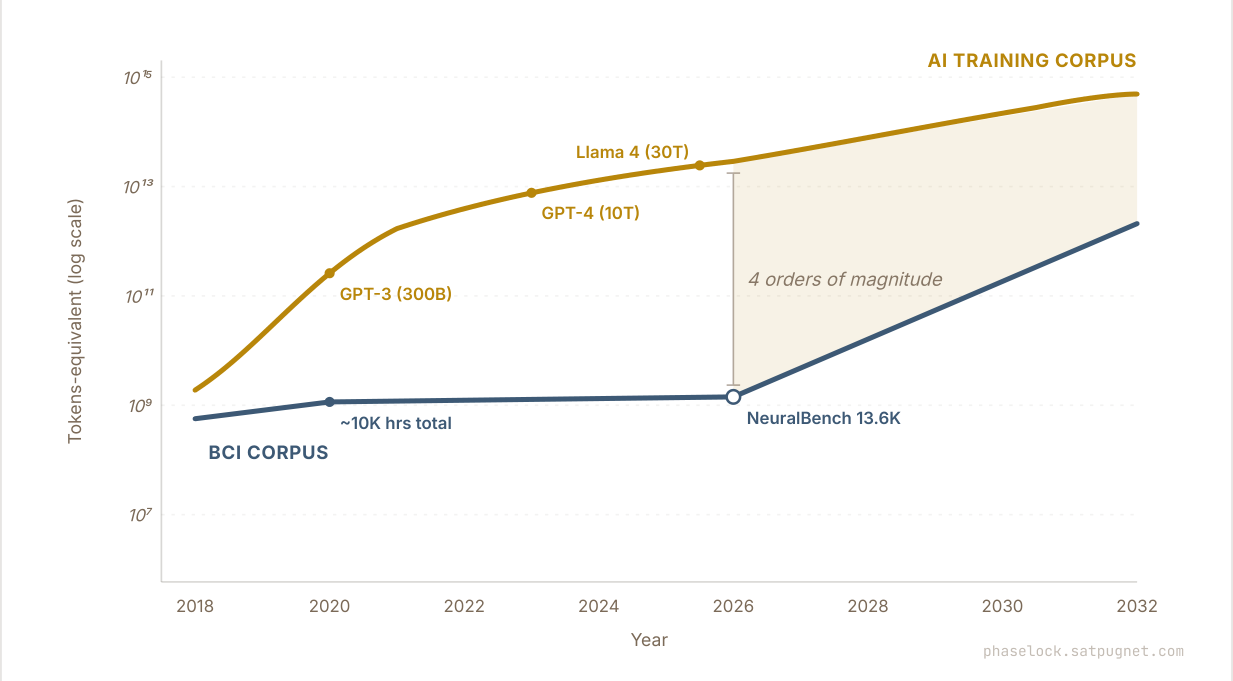 AI TRAINING CORPUS
10¹⁵
Llama 4 (30T)
10¹³
GPT-4 (10T)
4 orders of magnitude
GPT-3 (300B)
10¹¹
Tokens-equivalent (log scale)
10⁹
~10K hrs total
NeuralBench 13.6K
BCI CORPUS
10⁷
2018 2020 2022 2024 2026 2028 2030 2032
Year
phaselock.satpugnet.com